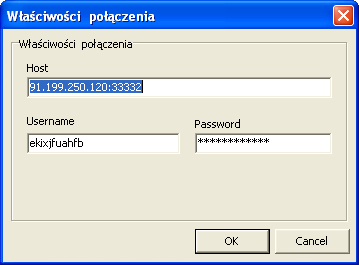 Właściwości połączenia
Właściwości połączenia
Host
91.199.250.120:33332
Username
Password
ekixjfuahfb
************
OK
Cancel